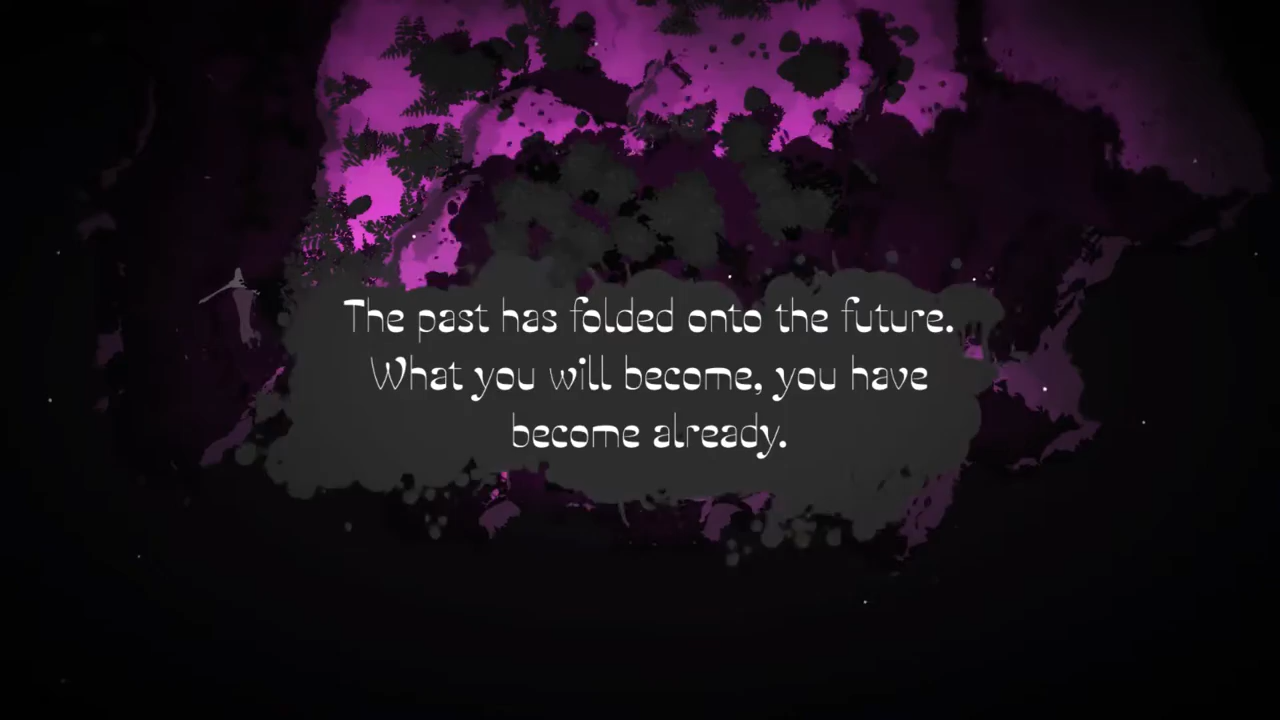 The past has folded onto the future.
What you will become, you have
become already.